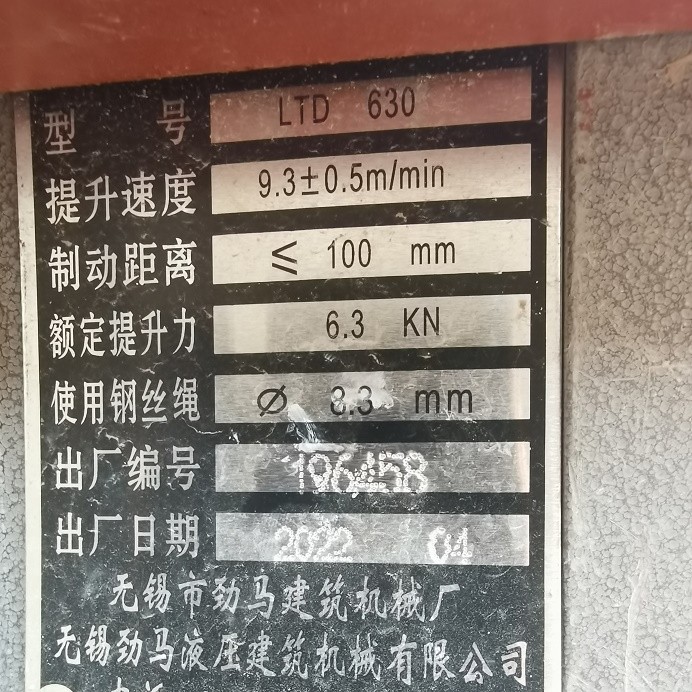 型号 LTD 630
提升速度 9.3±0.5m/min
制动距离 ≤ 100 mm
额定提升力 6.3 KN
使用钢丝绳 Ø 8.3 mm
出厂编号 196458
出厂日期 2022 04
无锡市劲马建筑机械厂
无锡劲马液压建筑机械有限公司